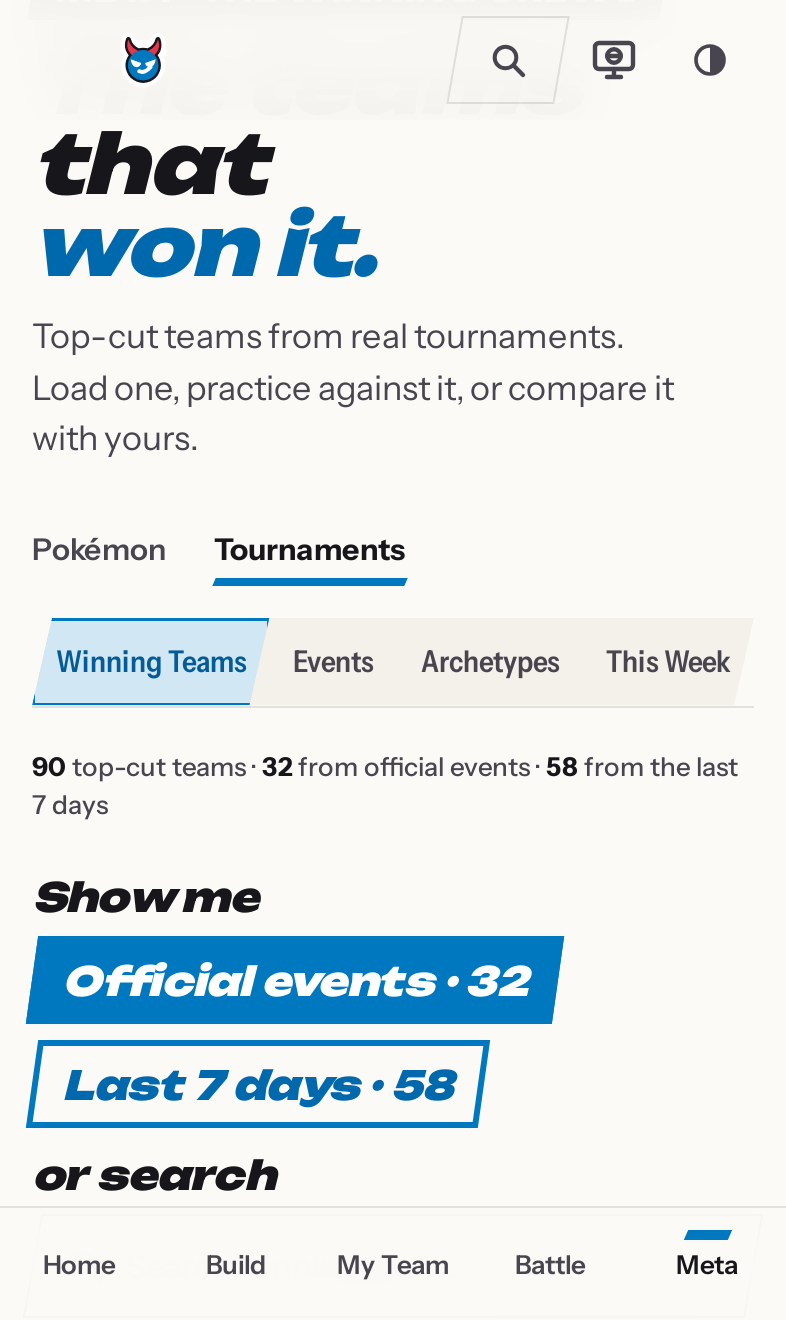 The teams
that
won it.
Top-cut teams from real tournaments.
Load one, practice against it, or compare it
with yours.
Pokémon Tournaments
Winning Teams Events Archetypes This Week
90 top-cut teams · 32 from official events · 58 from the last
7 days
Show me
Official events · 32
Last 7 days · 58
or search
Home Build My Team Battle Meta